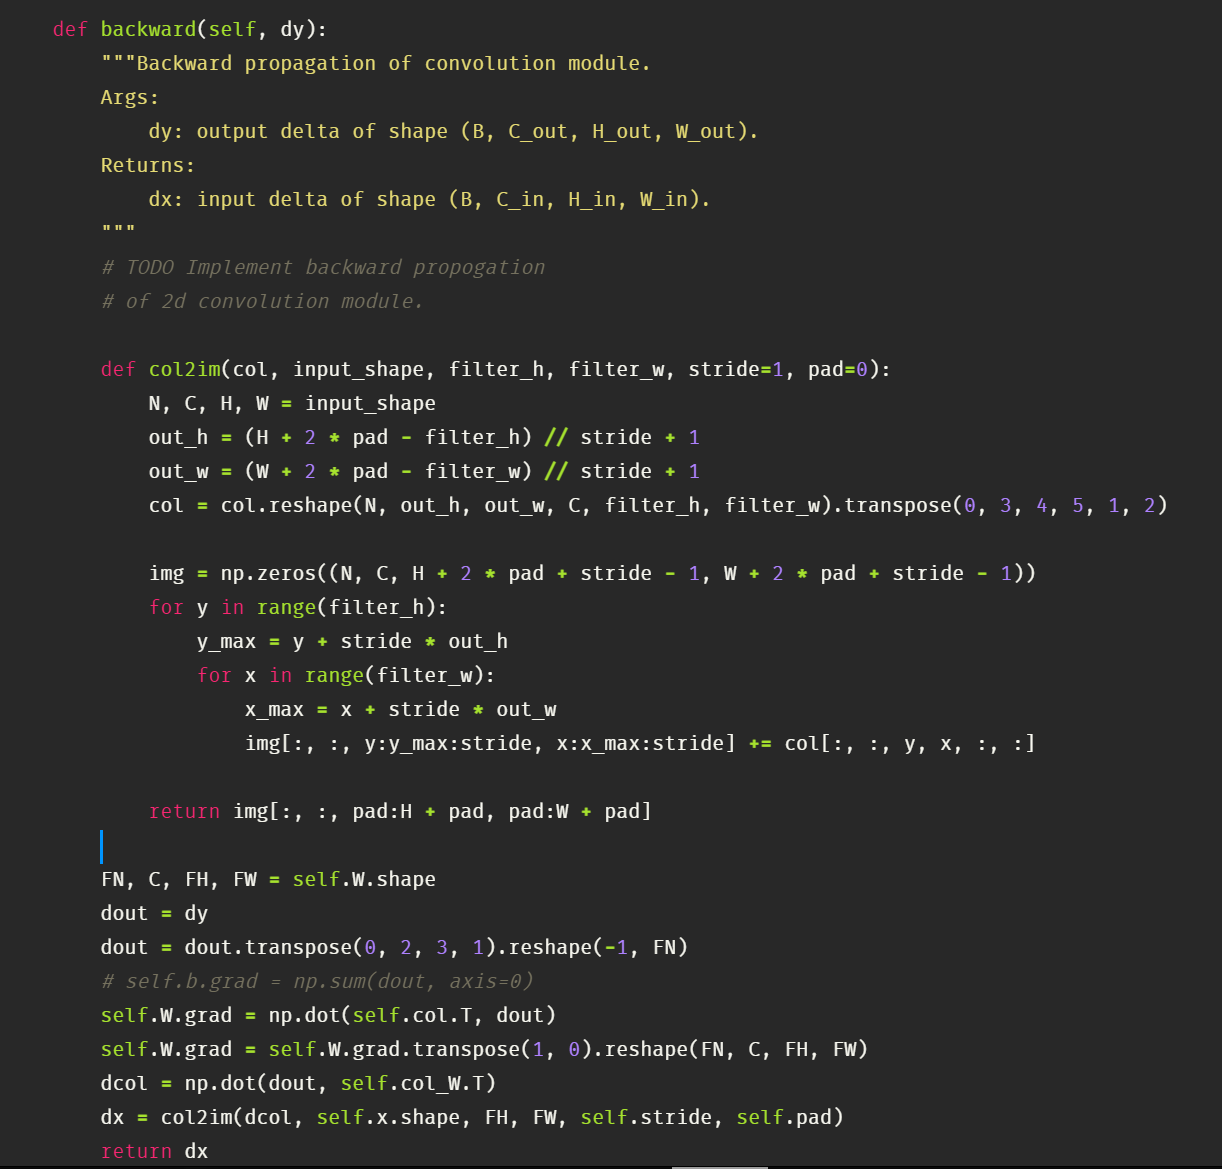 def backward(self, dy):
"""Backward propagation of convolution module.
Args:
dy: output delta of shape (B, C_out, H_out, W_out).
Returns:
dx: input delta of shape (B, C_in, H_in, W_in).
"""
# TODO Implement backward propogation
# of 2d convolution module.
def col2im(col, input_shape, filter_h, filter_w, stride=1, pad=0):
N, C, H, W = input_shape
out_h = (H + 2 * pad - filter_h) // stride + 1
out_w = (W + 2 * pad - filter_w) // stride + 1
col = col.reshape(N, out_h, out_w, C, filter_h, filter_w).transpose(0, 3, 4, 5, 1, 2)
img = np.zeros((N, C, H + 2 * pad + stride - 1, W + 2 * pad + stride - 1))
for y in range(filter_h):
y_max = y + stride * out_h
for x in range(filter_w):
x_max = x + stride * out_w
img[:, :, y:y_max:stride, x:x_max:stride] += col[:, :, y, x, :, :]
return img[:, :, pad:H + pad, pad:W + pad]
FN, C, FH, FW = self.W.shape
dout = dy
dout = dout.transpose(0, 2, 3, 1).reshape(-1, FN)
# self.b.grad = np.sum(dout, axis=0)
self.W.grad = np.dot(self.col.T, dout)
self.W.grad = self.W.grad.transpose(1, 0).reshape(FN, C, FH, FW)
dcol = np.dot(dout, self.col_W.T)
dx = col2im(dcol, self.x.shape, FH, FW, self.stride, self.pad)
return dx